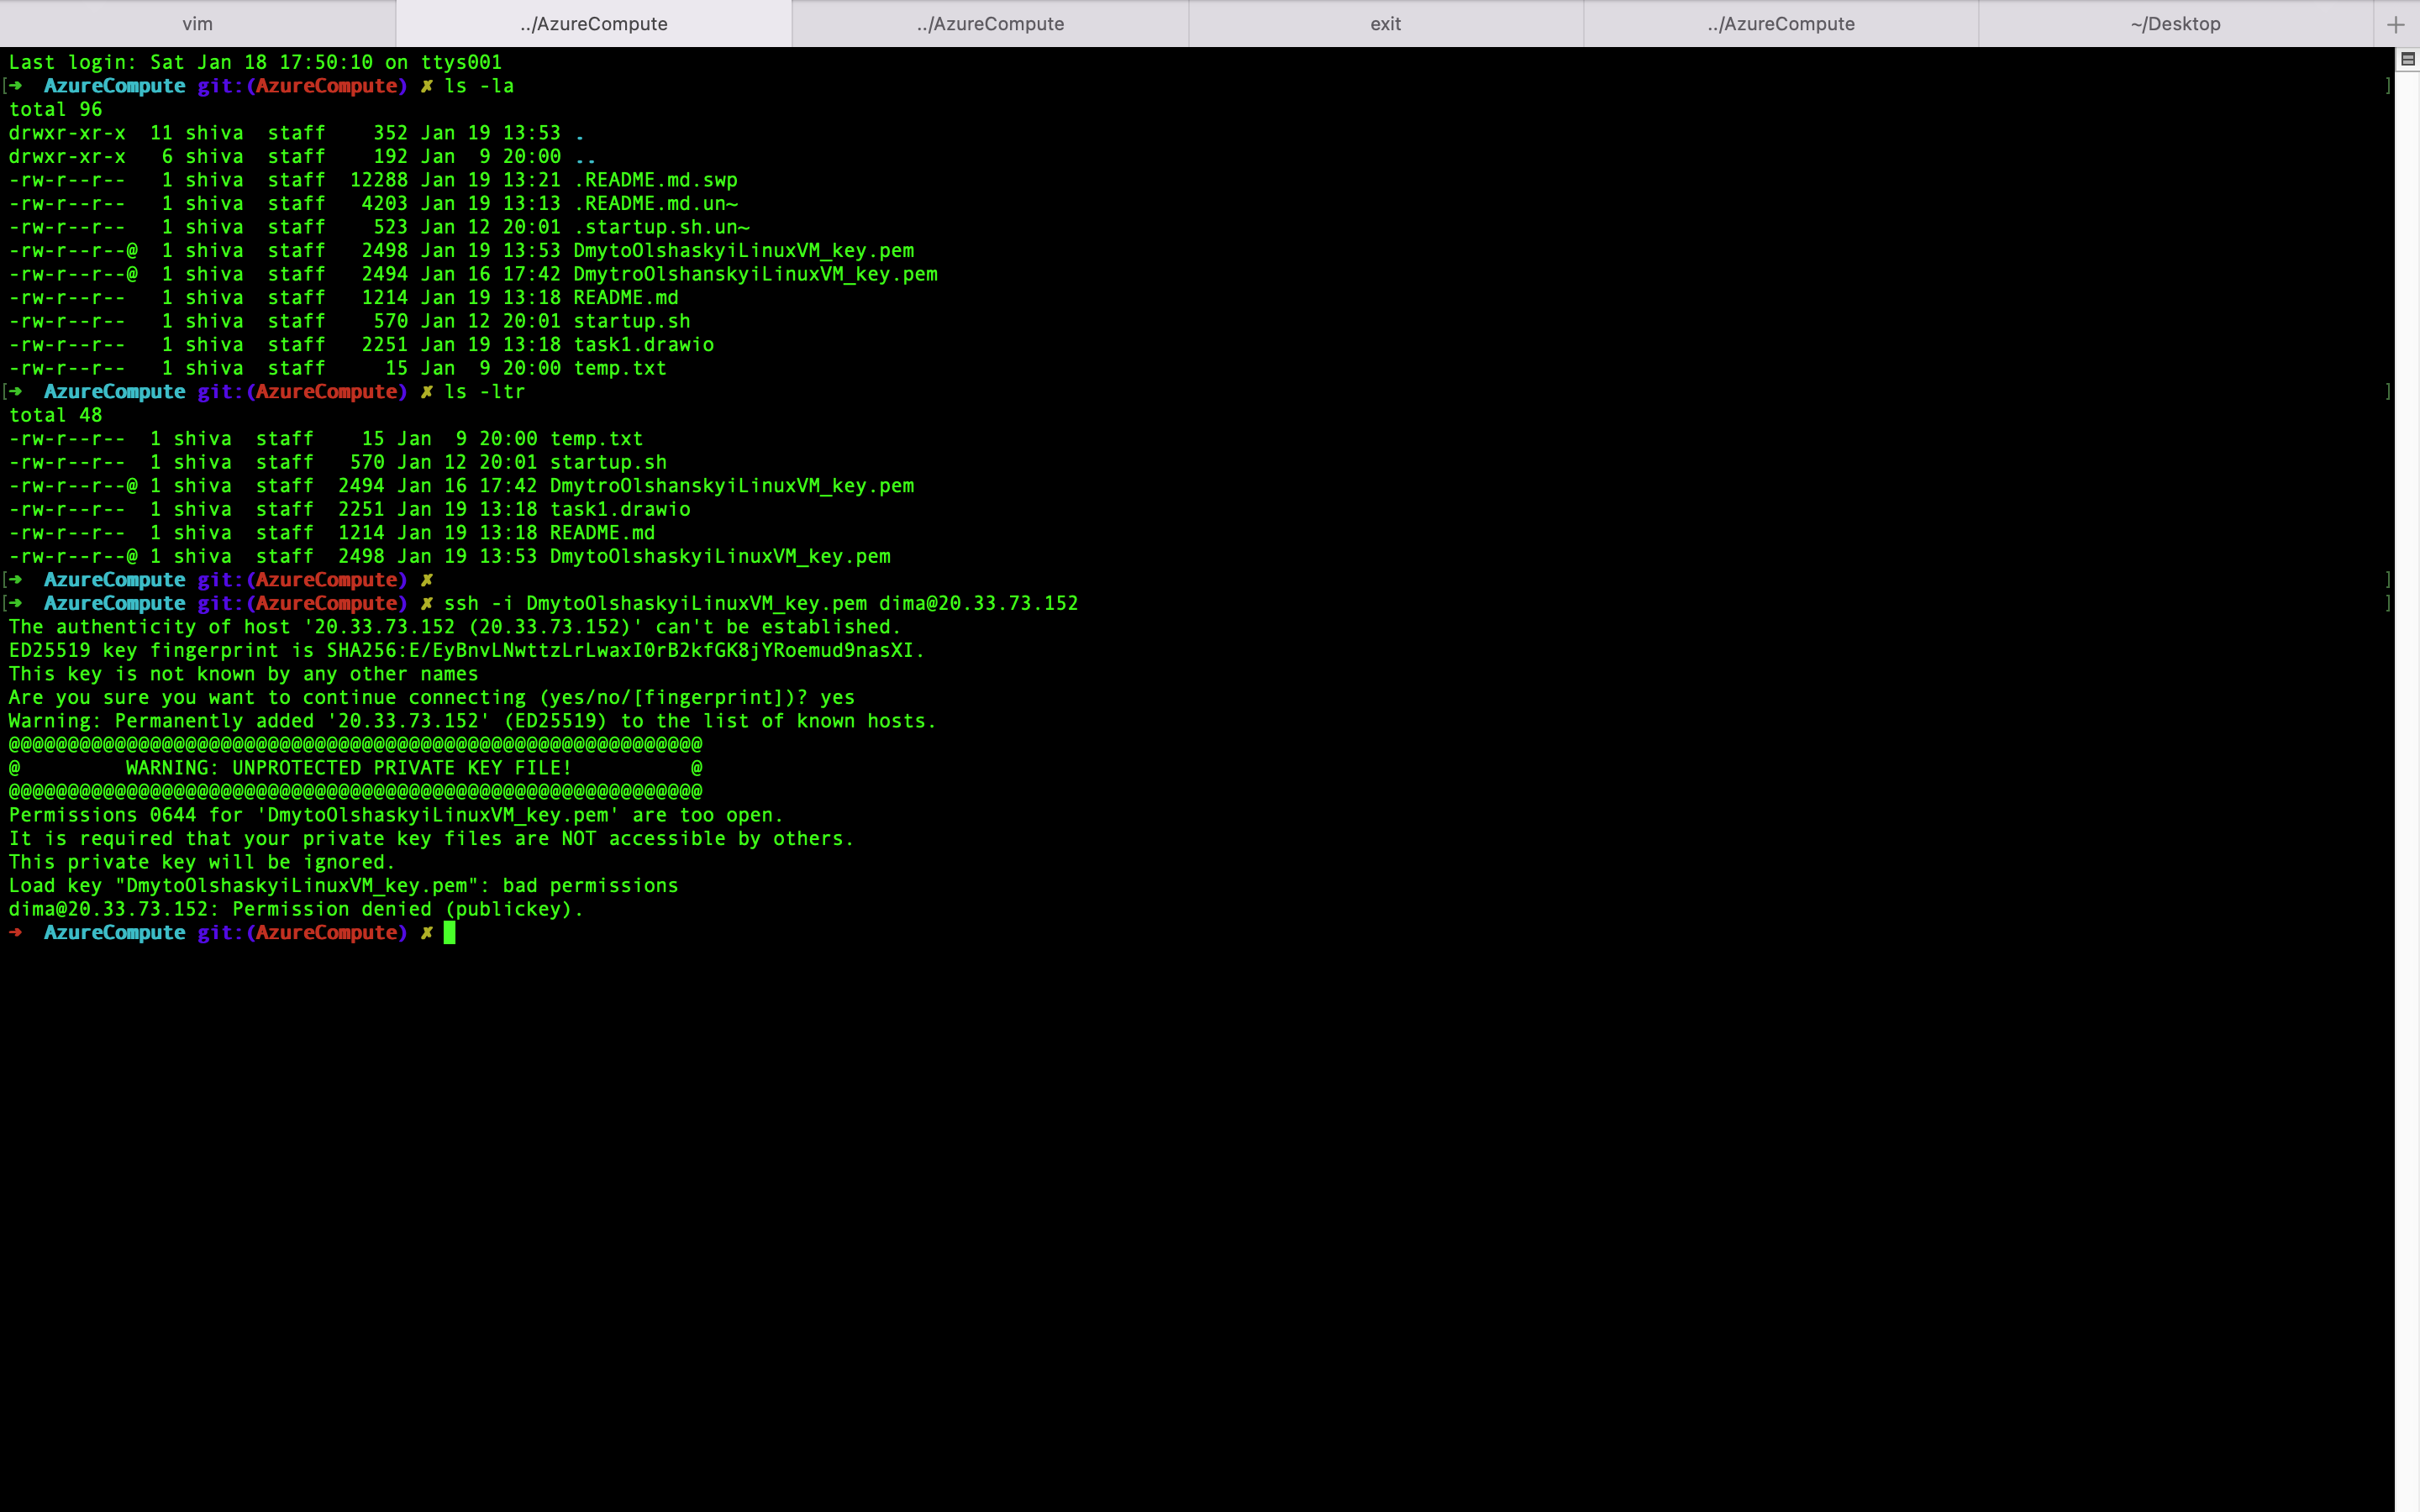 vim ../AzureCompute ../AzureCompute exit ../AzureCompute ~/Desktop +
Last login: Sat Jan 18 17:50:10 on ttys001
[➜  AzureCompute git:(AzureCompute) ✗ ls -la ]
total 96
drwxr-xr-x  11 shiva  staff    352 Jan 19 13:53 .
drwxr-xr-x   6 shiva  staff    192 Jan  9 20:00 ..
-rw-r--r--   1 shiva  staff  12288 Jan 19 13:21 .README.md.swp
-rw-r--r--   1 shiva  staff   4203 Jan 19 13:13 .README.md.un~
-rw-r--r--   1 shiva  staff    523 Jan 12 20:01 .startup.sh.un~
-rw-r--r--@  1 shiva  staff   2498 Jan 19 13:53 DmytoOlshaskyiLinuxVM_key.pem
-rw-r--r--@  1 shiva  staff   2494 Jan 16 17:42 DmytroOlshanskyiLinuxVM_key.pem
-rw-r--r--   1 shiva  staff   1214 Jan 19 13:18 README.md
-rw-r--r--   1 shiva  staff    570 Jan 12 20:01 startup.sh
-rw-r--r--   1 shiva  staff   2251 Jan 19 13:18 task1.drawio
-rw-r--r--   1 shiva  staff     15 Jan  9 20:00 temp.txt
[➜  AzureCompute git:(AzureCompute) ✗ ls -ltr ]
total 48
-rw-r--r--  1 shiva  staff    15 Jan  9 20:00 temp.txt
-rw-r--r--  1 shiva  staff   570 Jan 12 20:01 startup.sh
-rw-r--r--@ 1 shiva  staff  2494 Jan 16 17:42 DmytroOlshanskyiLinuxVM_key.pem
-rw-r--r--  1 shiva  staff  2251 Jan 19 13:18 task1.drawio
-rw-r--r--  1 shiva  staff  1214 Jan 19 13:18 README.md
-rw-r--r--@ 1 shiva  staff  2498 Jan 19 13:53 DmytoOlshaskyiLinuxVM_key.pem
[➜  AzureCompute git:(AzureCompute) ✗ ]
[➜  AzureCompute git:(AzureCompute) ✗ ssh -i DmytoOlshaskyiLinuxVM_key.pem dima@20.33.73.152 ]
The authenticity of host '20.33.73.152 (20.33.73.152)' can't be established.
ED25519 key fingerprint is SHA256:E/EyBnvLNwttzLrLwaxI0rB2kfGK8jYRoemud9nasXI.
This key is not known by any other names
Are you sure you want to continue connecting (yes/no/[fingerprint])? yes
Warning: Permanently added '20.33.73.152' (ED25519) to the list of known hosts.
@@@@@@@@@@@@@@@@@@@@@@@@@@@@@@@@@@@@@@@@@@@@@@@@@@@@@@@@@@@
@         WARNING: UNPROTECTED PRIVATE KEY FILE!          @
@@@@@@@@@@@@@@@@@@@@@@@@@@@@@@@@@@@@@@@@@@@@@@@@@@@@@@@@@@@
Permissions 0644 for 'DmytoOlshaskyiLinuxVM_key.pem' are too open.
It is required that your private key files are NOT accessible by others.
This private key will be ignored.
Load key "DmytoOlshaskyiLinuxVM_key.pem": bad permissions
dima@20.33.73.152: Permission denied (publickey).
➜  AzureCompute git:(AzureCompute) ✗